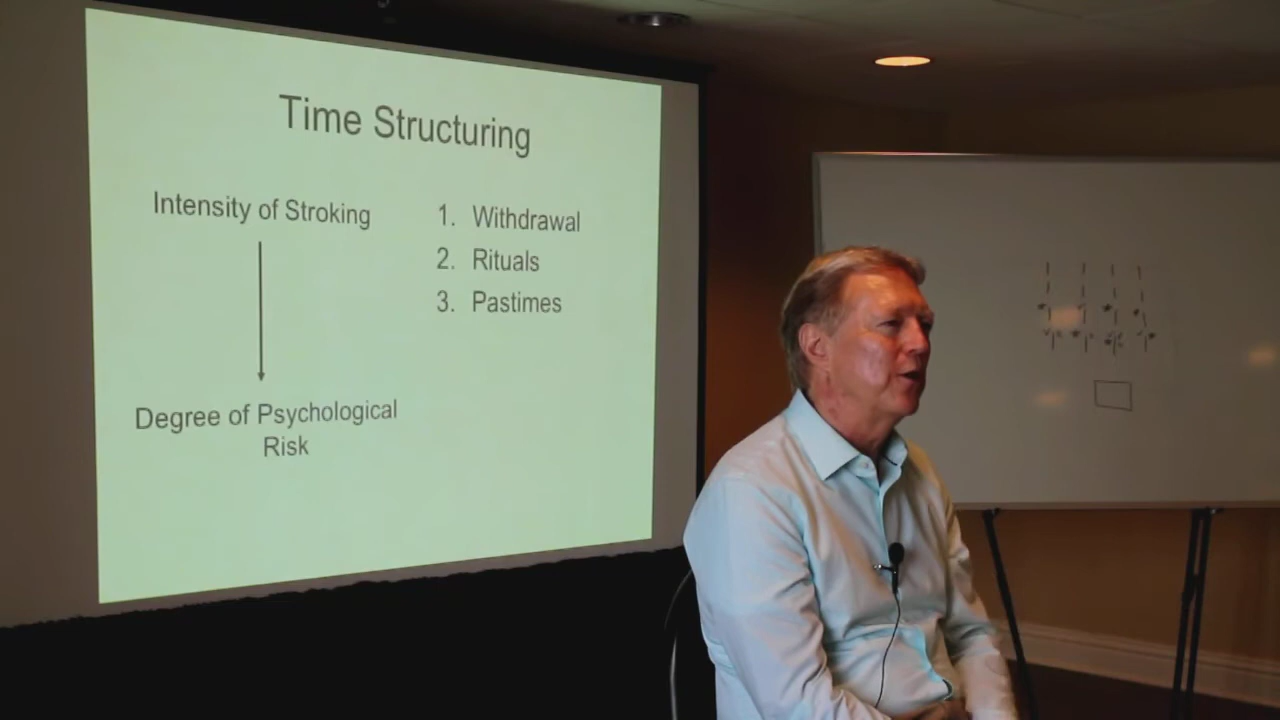 Time Structuring
Intensity of Stroking
Degree of Psychological
Risk
1. Withdrawal
2. Rituals
3. Pastimes